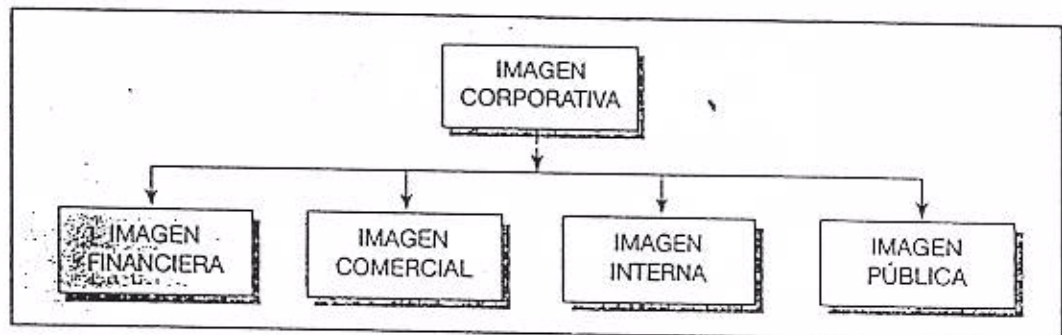 IMAGEN
CORPORATIVA
IMAGEN
FINANCIERA
IMAGEN
COMERCIAL
IMAGEN
INTERNA
IMAGEN
PÚBLICA